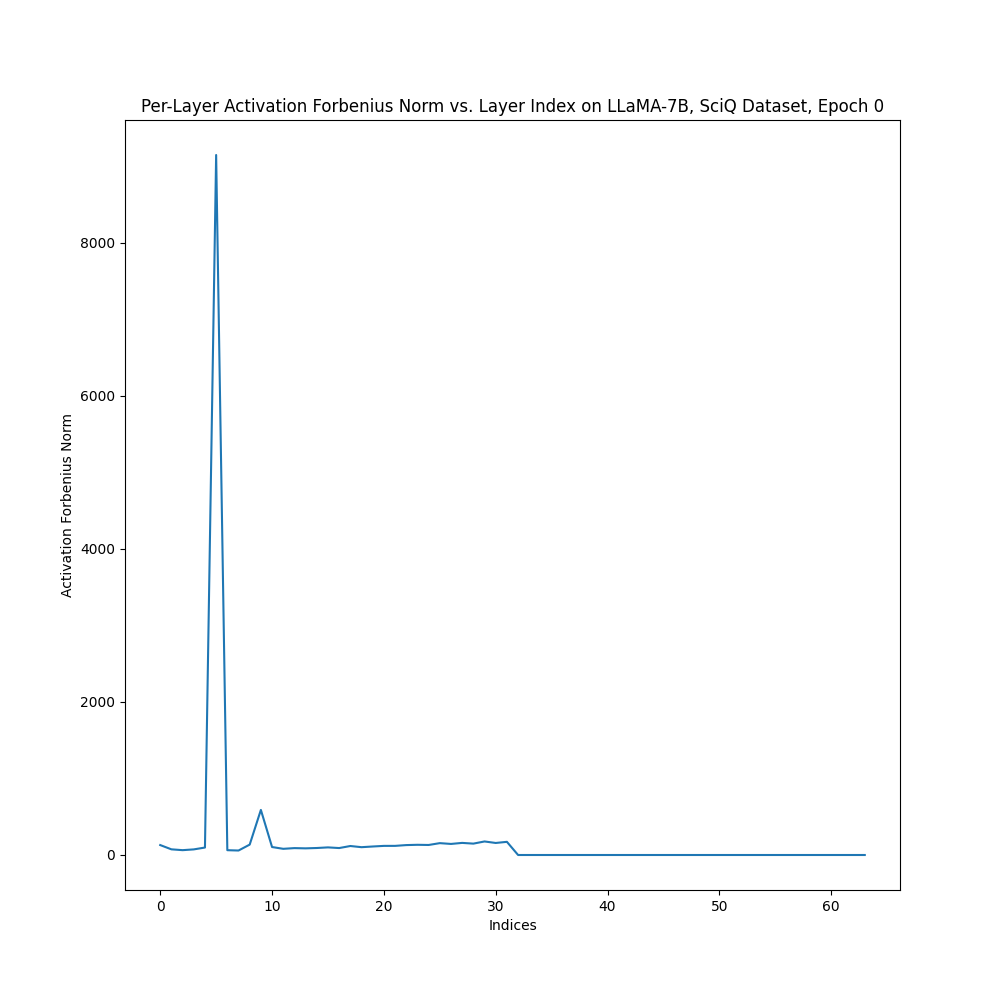 Per-Layer Activation Forbenius Norm vs. Layer Index on LLaMA-7B, SciQ Dataset, Epoch 0
8000
6000
4000
2000
0
Activation Forbenius Norm
0 10 20 30 40 50 60
Indices